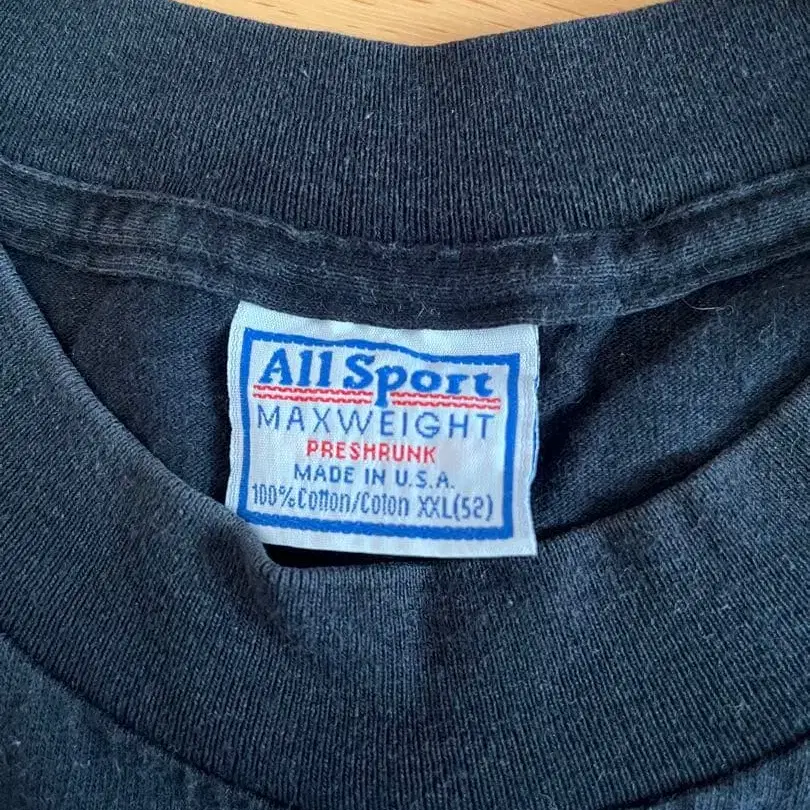 All Sport
MAXWEIGHT
PRESHRUNK
MADE IN U.S.A.
100% Cotton/Coton XXL(52)